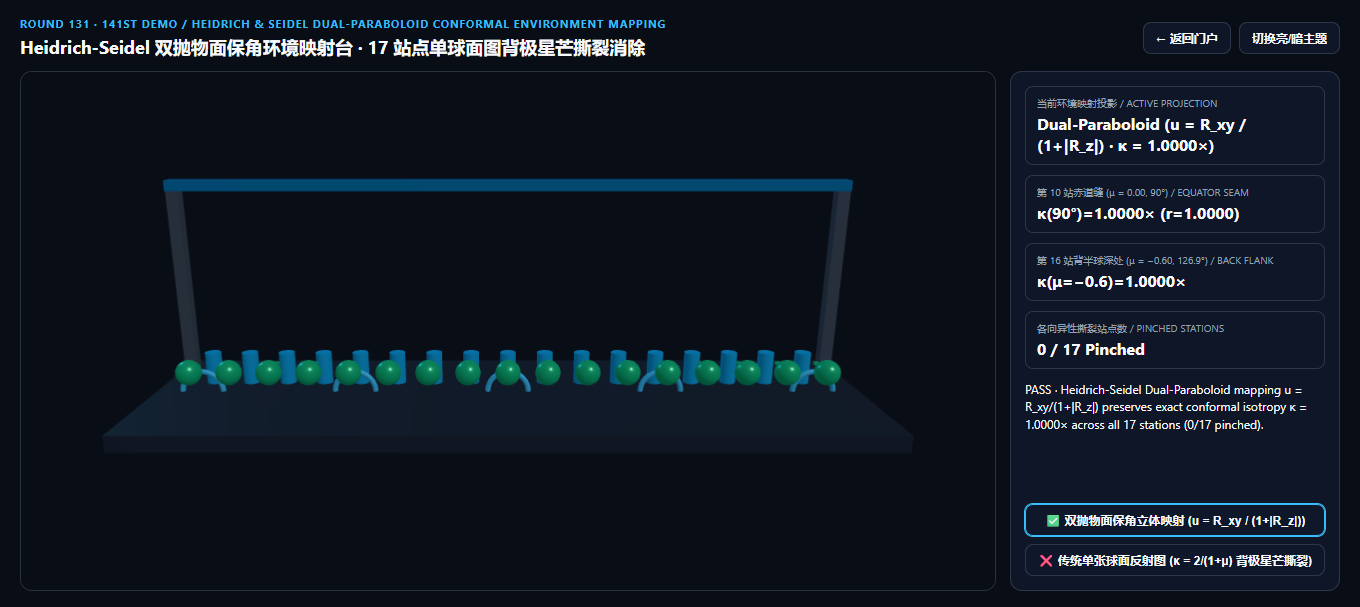 ROUND 131 · 141ST DEMO / HEIDRICH & SEIDEL DUAL-PARABOLOID CONFORMAL ENVIRONMENT MAPPING
Heidrich-Seidel 双抛物面保角环境映射台 · 17 站点单球面图背极星芒撕裂消除
← 返回门户
切换亮/暗主题
当前环境映射投影 / ACTIVE PROJECTION
Dual-Paraboloid (u = R_xy /
(1+|R_z|) · κ = 1.0000×)
第 10 站赤道缝 (μ = 0.00, 90°) / EQUATOR SEAM
κ(90°)=1.0000× (r=1.0000)
第 16 站背半球深处 (μ = −0.60, 126.9°) / BACK FLANK
κ(μ=−0.6)=1.0000×
各向异性撕裂站点数 / PINCHED STATIONS
0 / 17 Pinched
PASS · Heidrich-Seidel Dual-Paraboloid mapping u =
R_xy/(1+|R_z|) preserves exact conformal isotropy κ =
1.0000× across all 17 stations (0/17 pinched).
✅ 双抛物面保角立体映射 (u = R_xy / (1+|R_z|))
❌ 传统单张球面反射图 (κ = 2/(1+μ) 背极星芒撕裂)